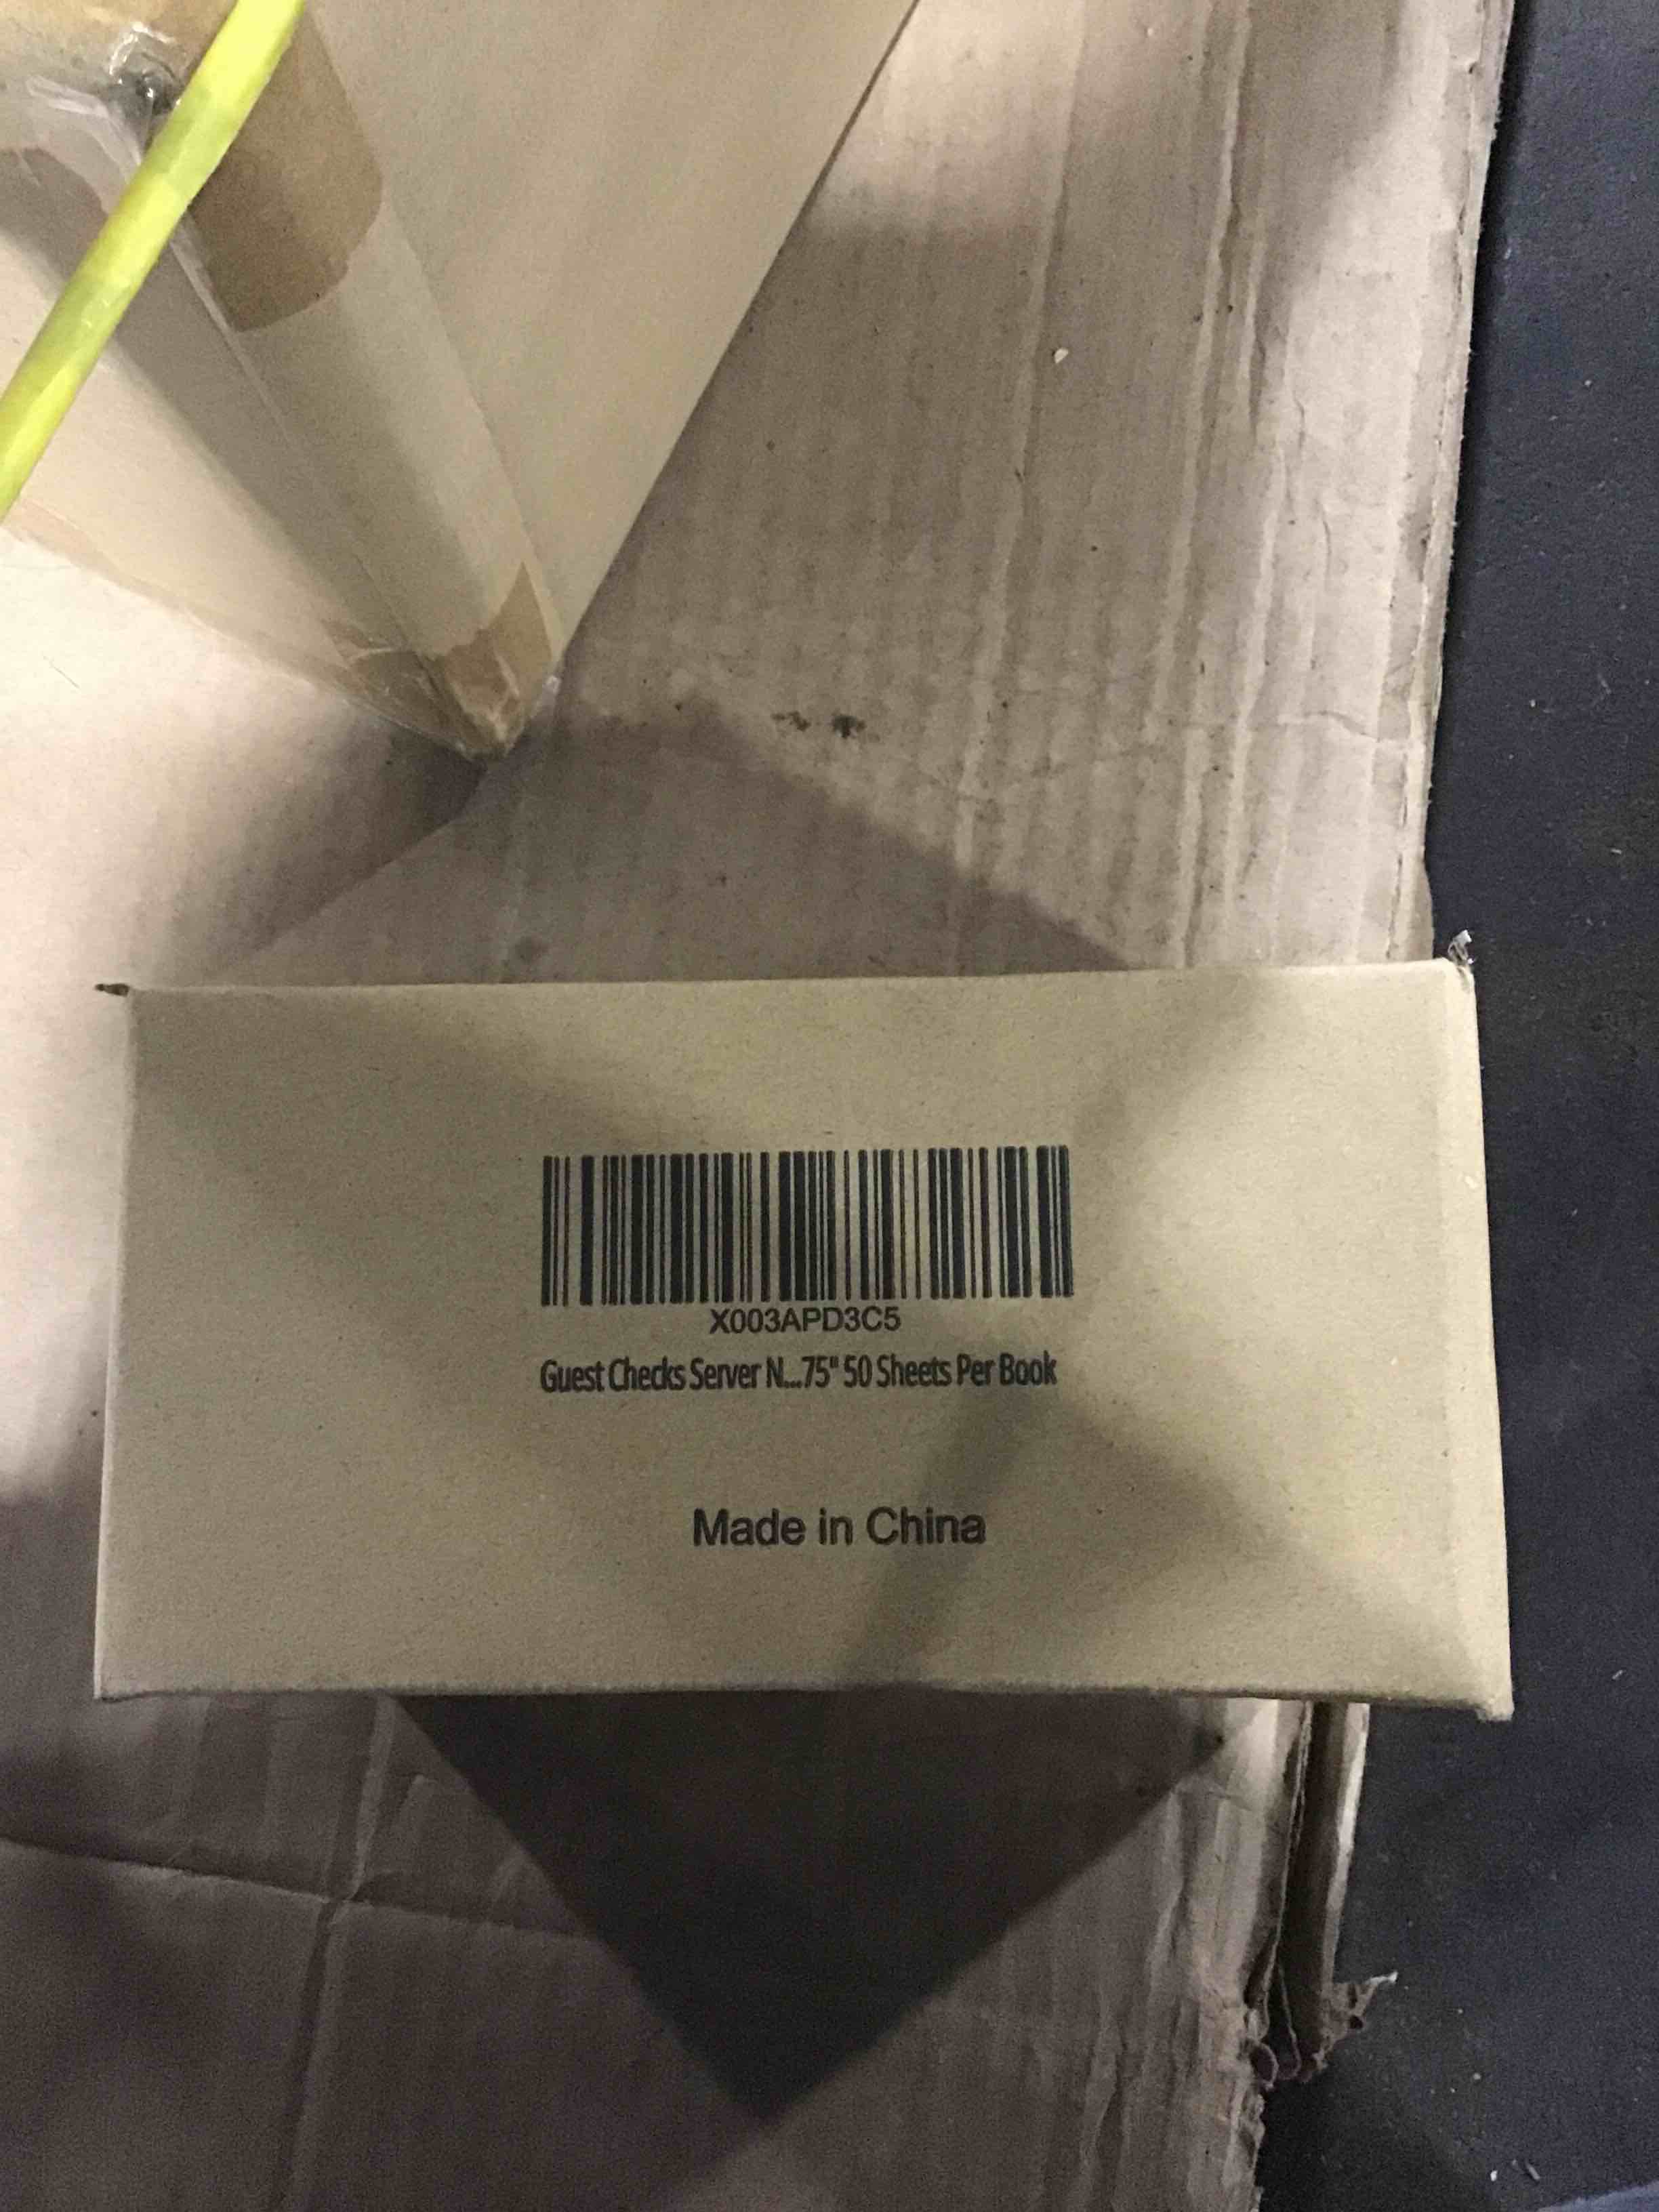 X003APD3C5
Guest Checks Server N...75" 50 Sheets Per Book
Made in China